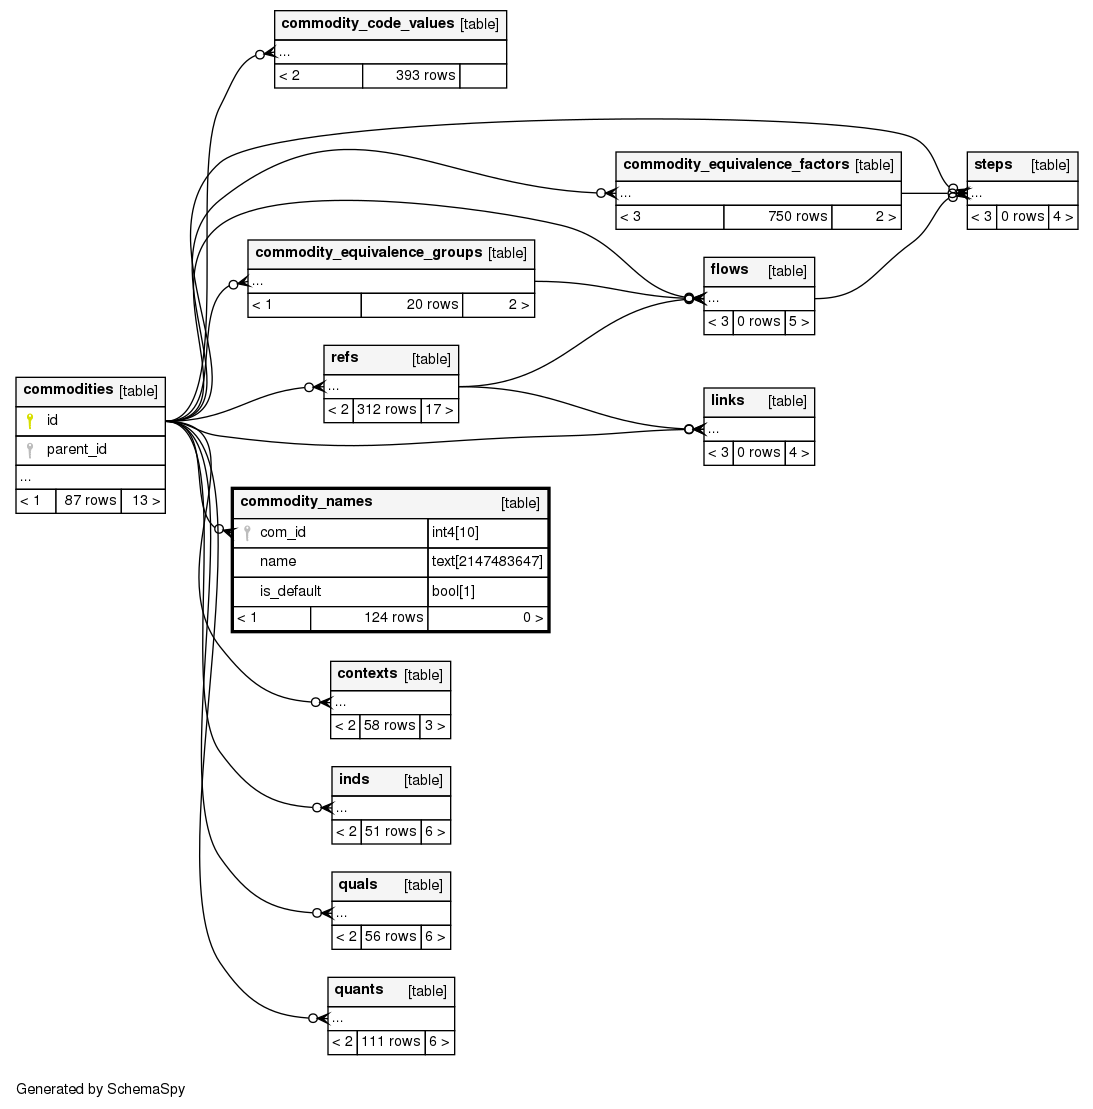 commodity_code_values [table]
...
< 2 393 rows
commodity_equivalence_factors [table]
...
< 3 750 rows 2 >
steps [table]
...
< 3 0 rows 4 >
commodity_equivalence_groups [table]
...
< 1 20 rows 2 >
flows [table]
...
< 3 0 rows 5 >
refs [table]
...
< 2 312 rows 17 >
commodities [table]
id
parent_id
...
< 1 87 rows 13 >
links [table]
...
< 3 0 rows 4 >
commodity_names [table]
com_id int4[10]
name text[2147483647]
is_default bool[1]
< 1 124 rows 0 >
contexts [table]
...
< 2 58 rows 3 >
inds [table]
...
< 2 51 rows 6 >
quals [table]
...
< 2 56 rows 6 >
quants [table]
...
< 2 111 rows 6 >
Generated by SchemaSpy